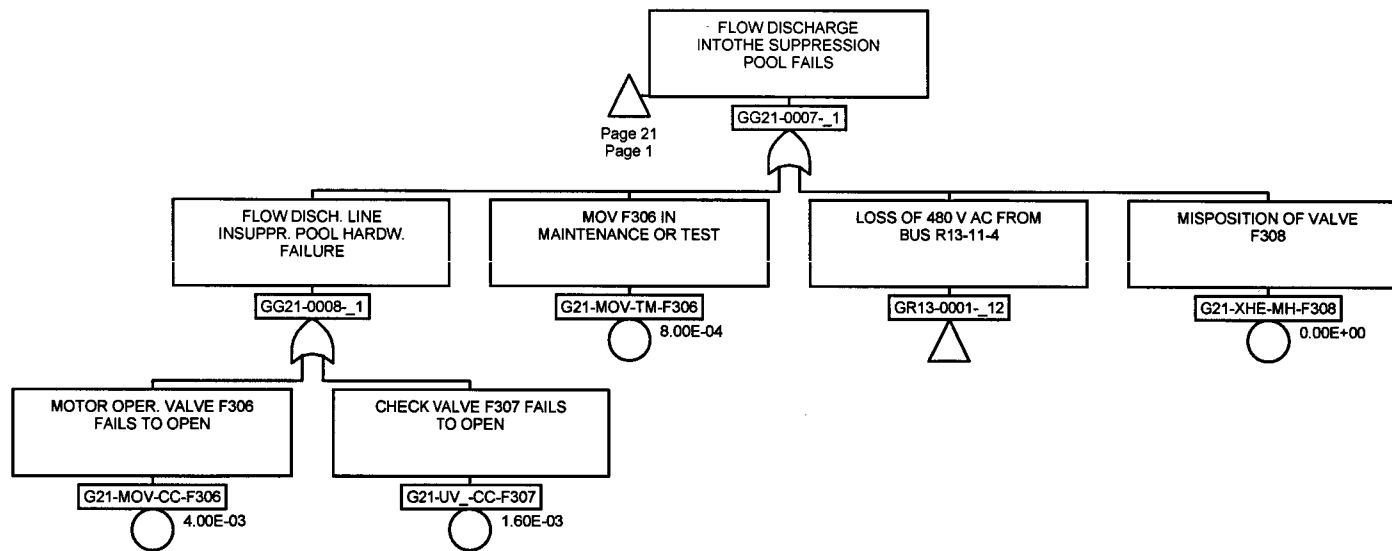 FLOW DISCHARGE
INTOTHE SUPPRESSION
POOL FAILS
Page 21
Page 1
GG21-0007-_1
FLOW DISCH. LINE
INSUPPR. POOL HARDW.
FAILURE
GG21-0008-_1
MOV F306 IN
MAINTENANCE OR TEST
G21-MOV-TM-F306
8.00E-04
LOSS OF 480 V AC FROM
BUS R13-11-4
GR13-0001-_12
MISPOSITION OF VALVE
F308
G21-XHE-MH-F308
0.00E+00
MOTOR OPER. VALVE F306
FAILS TO OPEN
G21-MOV-CC-F306
4.00E-03
CHECK VALVE F307 FAILS
TO OPEN
G21-UV_-CC-F307
1.60E-03